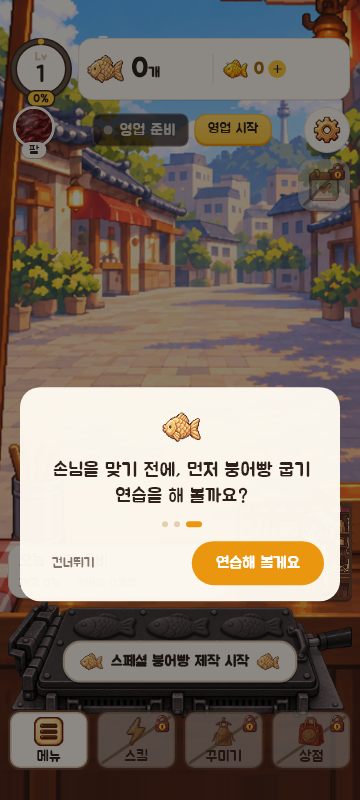 Lv
1
0%
0개
0
팥
영업 준비
영업 시작
손님을 맞기 전에, 먼저 붕어빵 굽기
연습을 해 볼까요?
건너뛰기
연습해 볼게요
스페셜 붕어빵 제작 시작
메뉴
스킬
꾸미기
상점